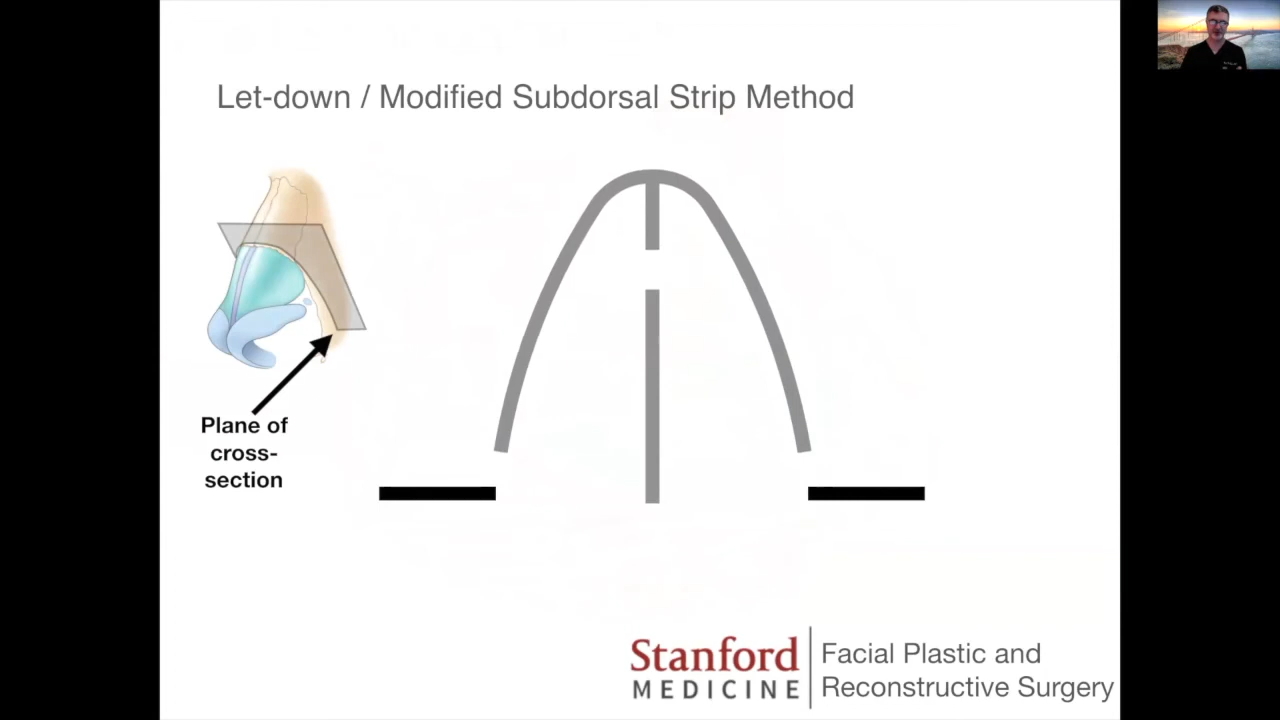 Let-down / Modified Subdorsal Strip Method
Plane of
cross-
section
Stanford
MEDICINE
Facial Plastic and
Reconstructive Surgery